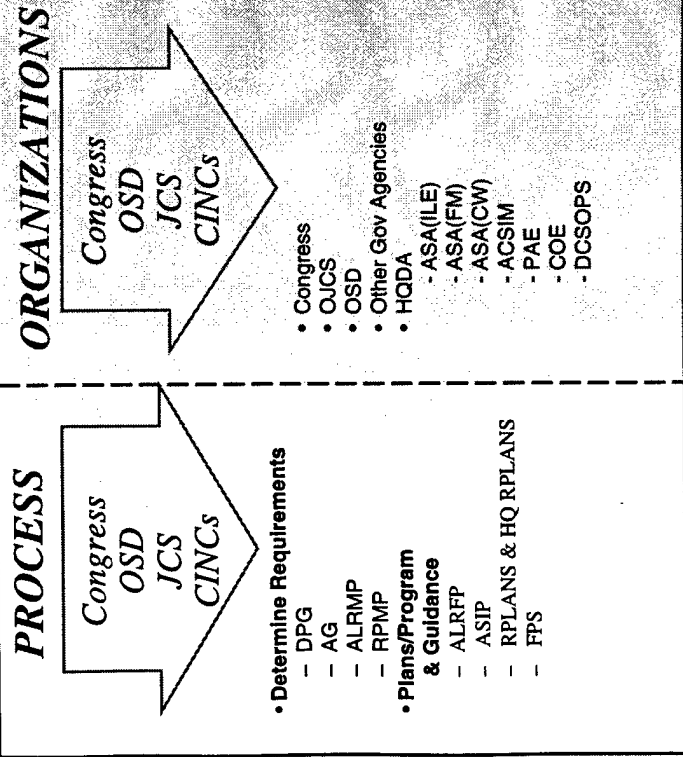 PROCESS
Congress
OSD
JCS
CINCs
• Determine Requirements
– DPG
– AG
– ALRMP
– RPMP
• Plans/Program
& Guidance
– ALRFP
– ASIP
– RPLANS & HQ RPLANS
– FPS
ORGANIZATIONS
Congress
OSD
JCS
CINCs
• Congress
• OJCS
• OSD
• Other Gov Agencies
• HQDA
- ASA(ILE)
- ASA(FM)
- ASA(CW)
- ACSIM
- PAE
- COE
- DCSOPS